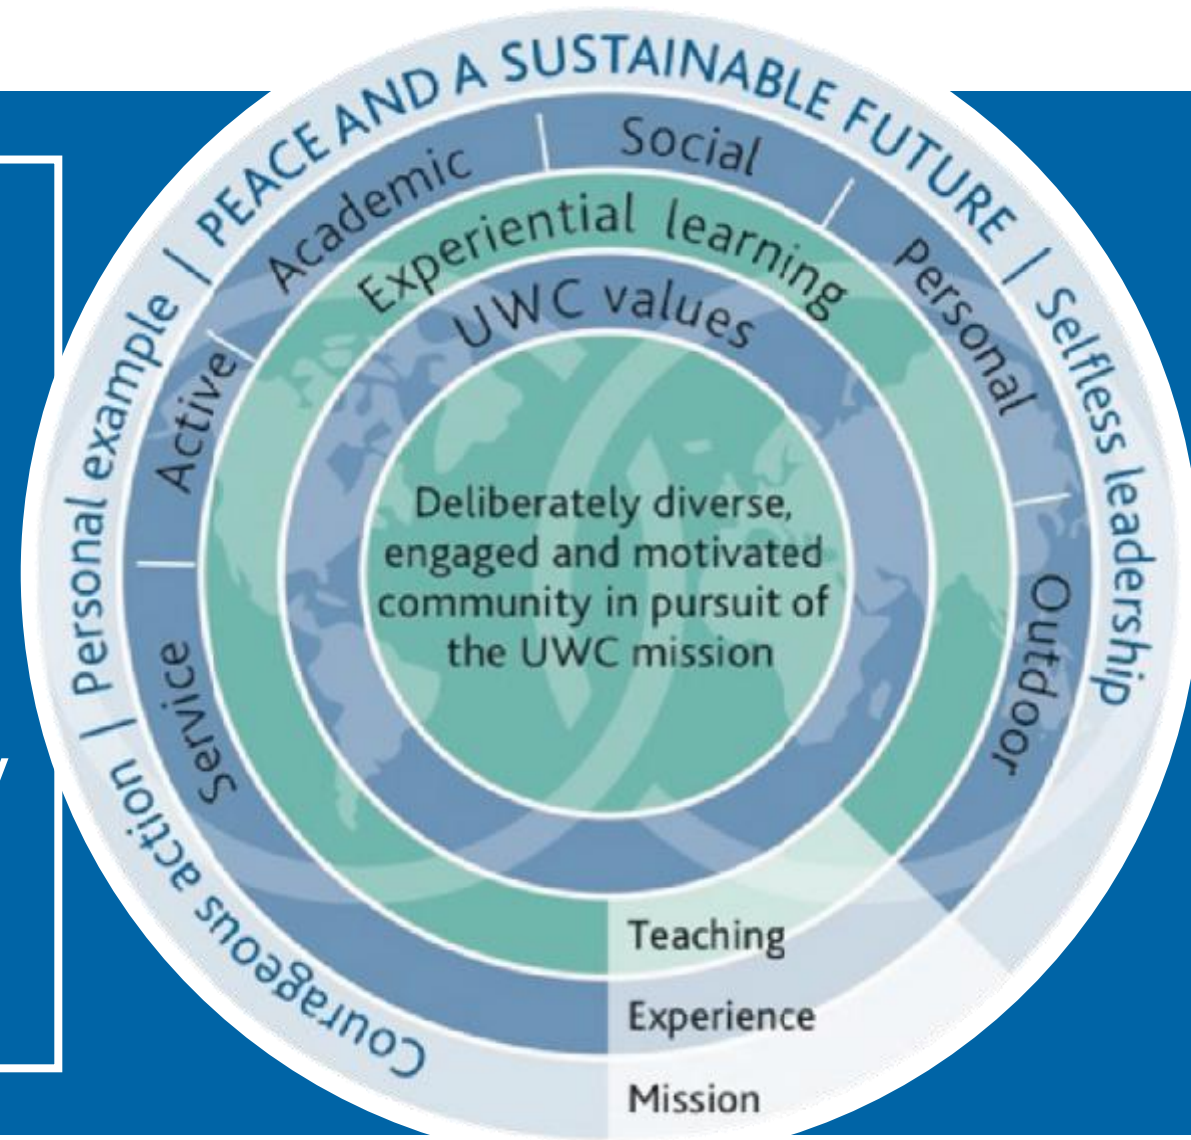 Courageous action | Personal example | PEACE AND A SUSTAINABLE FUTURE | Selfless leadership
Service
Active
Academic
Social
Personal
Outdoor
Experiential learning
UWC values
Deliberately diverse,
engaged and motivated
community in pursuit of
the UWC mission
Teaching
Experience
Mission